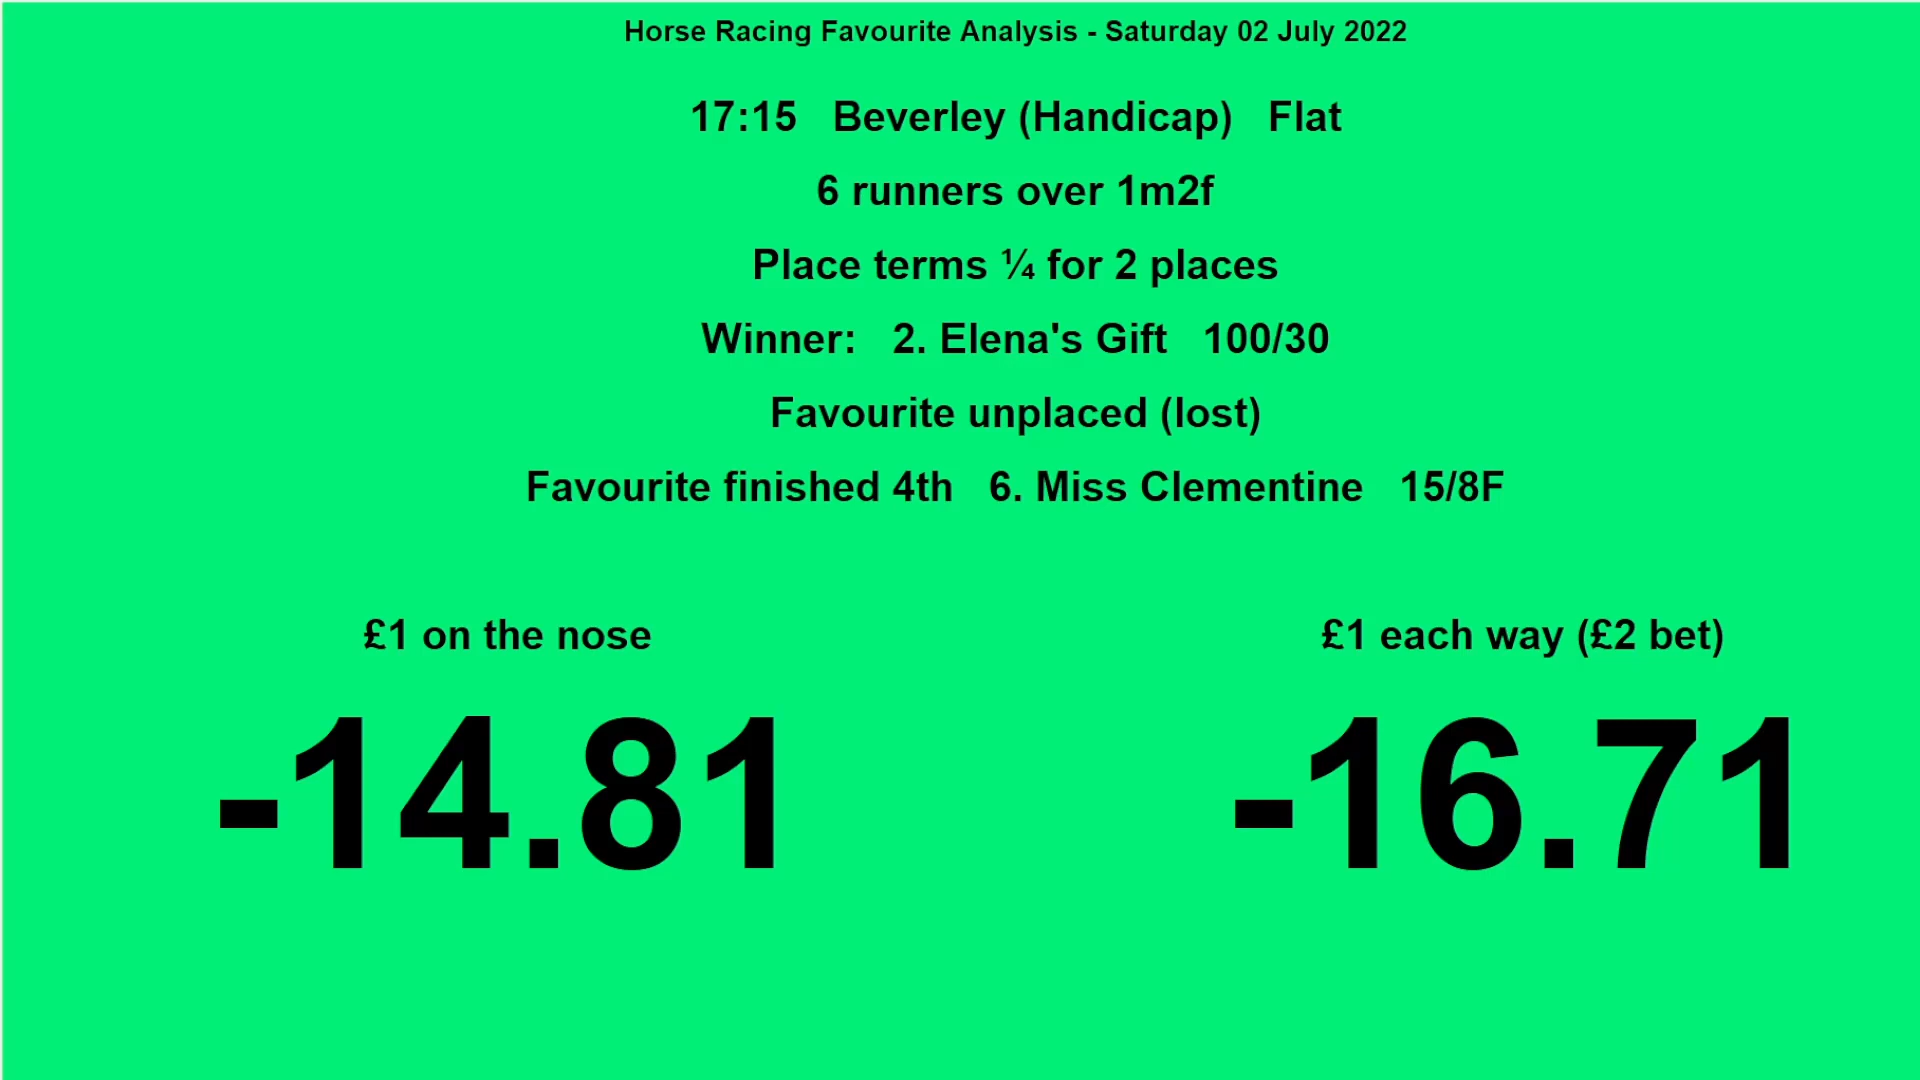 Horse Racing Favourite Analysis - Saturday 02 July 2022
17:15 Beverley (Handicap) Flat
6 runners over 1m2f
Place terms ¼ for 2 places
Winner: 2. Elena's Gift 100/30
Favourite unplaced (lost)
Favourite finished 4th 6. Miss Clementine 15/8F
£1 on the nose £1 each way (£2 bet)
-14.81 -16.71